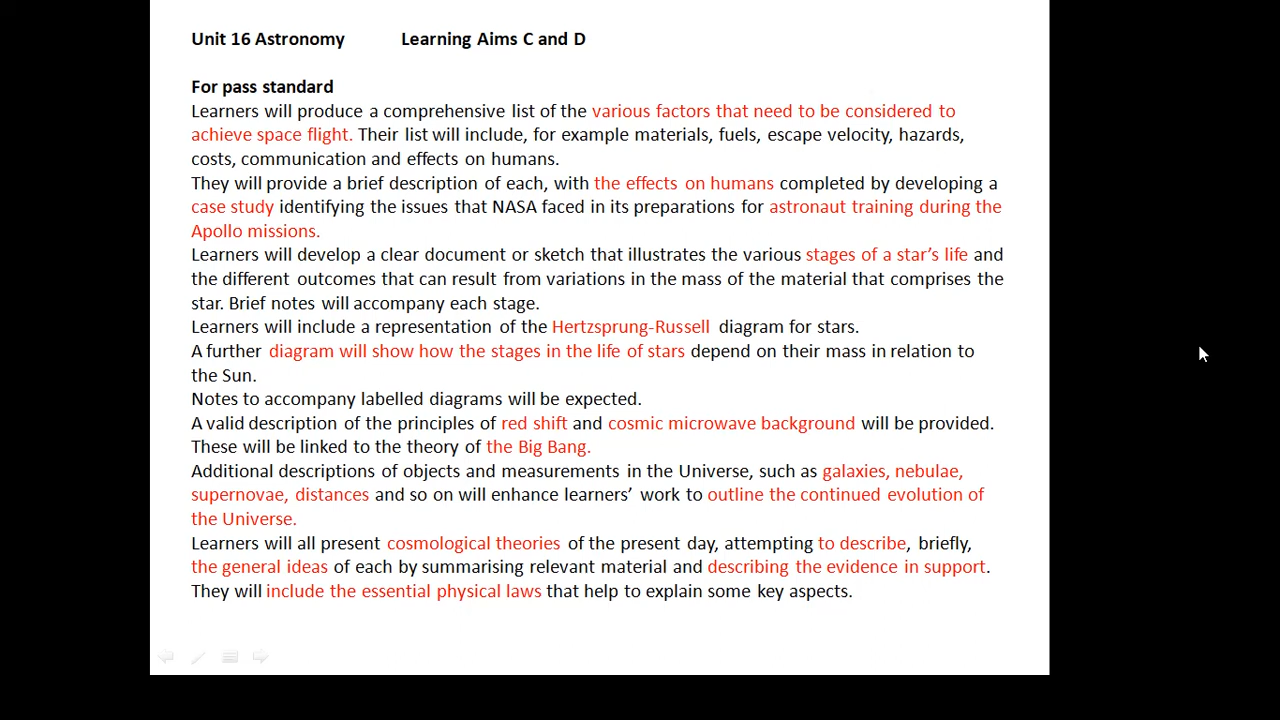 Unit 16 Astronomy Learning Aims C and D
For pass standard
Learners will produce a comprehensive list of the various factors that need to be considered to
achieve space flight. Their list will include, for example materials, fuels, escape velocity, hazards,
costs, communication and effects on humans.
They will provide a brief description of each, with the effects on humans completed by developing a
case study identifying the issues that NASA faced in its preparations for astronaut training during the
Apollo missions.
Learners will develop a clear document or sketch that illustrates the various stages of a star’s life and
the different outcomes that can result from variations in the mass of the material that comprises the
star. Brief notes will accompany each stage.
Learners will include a representation of the Hertzsprung-Russell diagram for stars.
A further diagram will show how the stages in the life of stars depend on their mass in relation to
the Sun.
Notes to accompany labelled diagrams will be expected.
A valid description of the principles of red shift and cosmic microwave background will be provided.
These will be linked to the theory of the Big Bang.
Additional descriptions of objects and measurements in the Universe, such as galaxies, nebulae,
supernovae, distances and so on will enhance learners’ work to outline the continued evolution of
the Universe.
Learners will all present cosmological theories of the present day, attempting to describe, briefly,
the general ideas of each by summarising relevant material and describing the evidence in support.
They will include the essential physical laws that help to explain some key aspects.